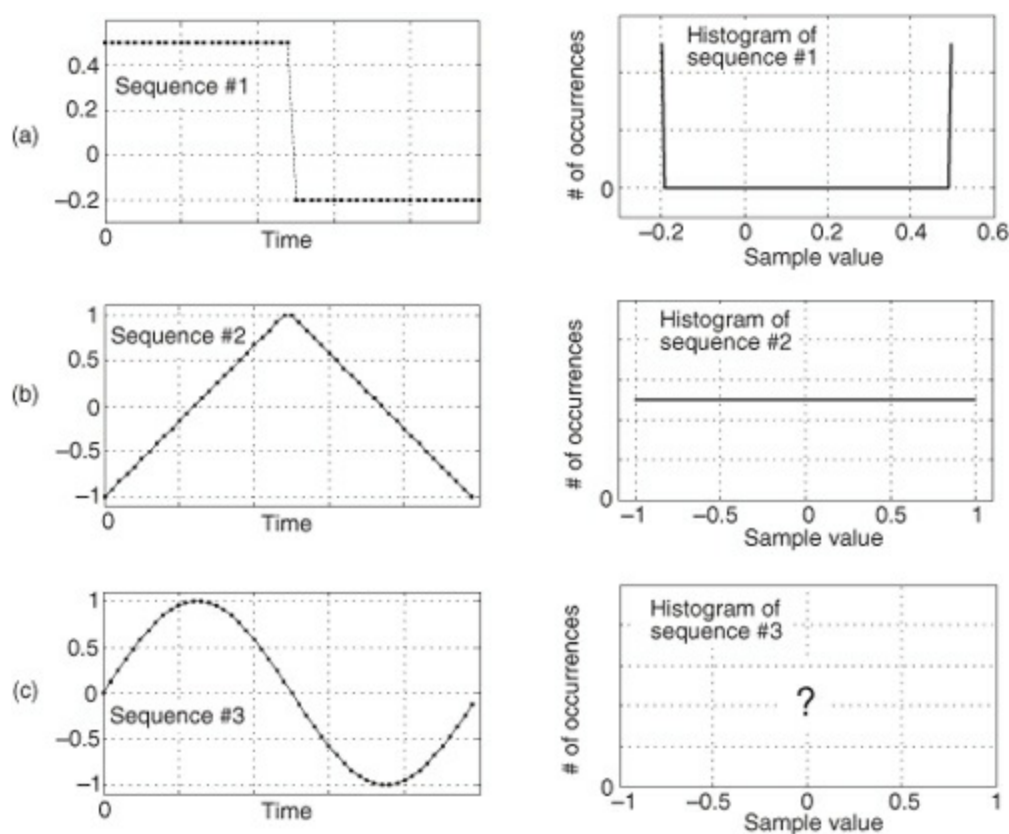 (a)
0.4
0.2
0
–0.2
Sequence #1
0
Time
# of occurrences
0
Histogram of
sequence #1
–0.2
0
0.2
0.4
0.6
Sample value
(b)
1
0.5
0
–0.5
–1
Sequence #2
0
Time
# of occurrences
0
Histogram of
sequence #2
–1
–0.5
0
0.5
1
Sample value
(c)
1
0.5
0
–0.5
–1
Sequence #3
0
Time
# of occurrences
0
Histogram of
sequence #3
?
–1
–0.5
0
0.5
1
Sample value